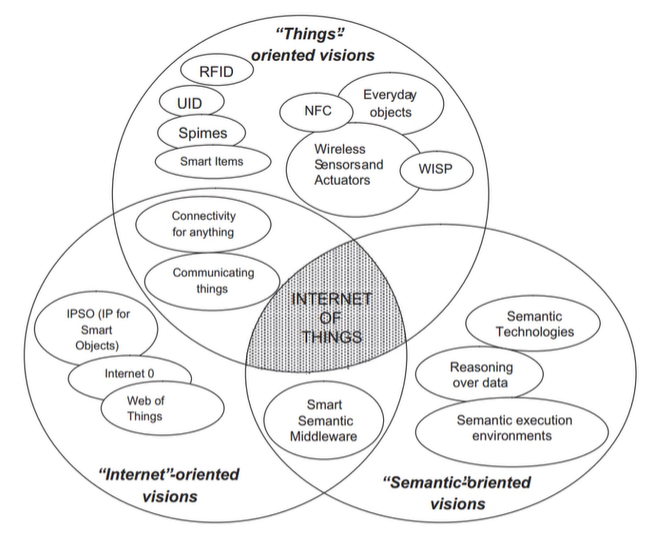 “Things”-
oriented visions
RFID
UID
Spimes
Smart Items
NFC
Everyday
objects
Wireless
Sensorsand
Actuators
WISP
Connectivity
for anything
Communicating
things
INTERNET
OF
THINGS
IPSO (IP for
Smart
Objects)
Internet 0
Web of
Things
Smart
Semantic
Middleware
Semantic
Technologies
Reasoning
over data
Semantic execution
environments
“Internet”-oriented
visions
“Semantic”-oriented
visions